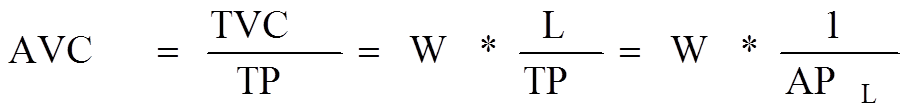 AVC = TVC/TP = W * L/TP = W * 1/AP L